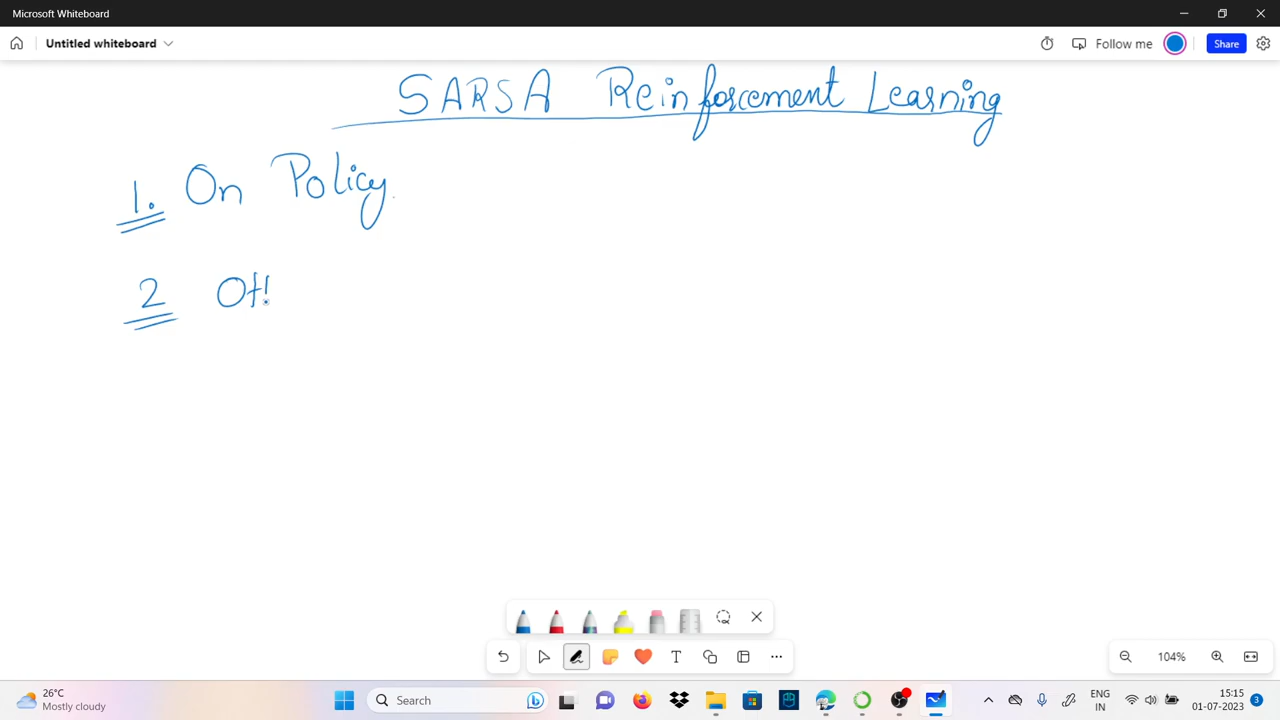 Microsoft Whiteboard
Untitled whiteboard
Follow me
Share
SARSA Reinforcement Learning
1. On Policy.
2
T
104%
26°C
Mostly cloudy
Search
ENG
IN
15:15
01-07-2023
3